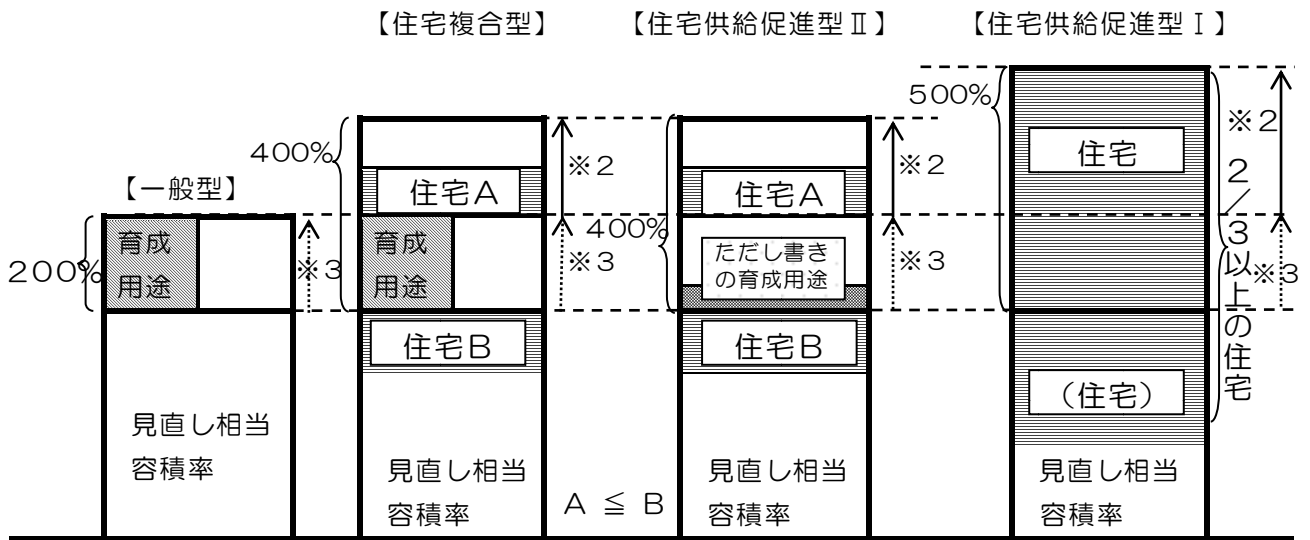 【住宅複合型】
【住宅供給促進型Ⅱ】
【住宅供給促進型Ⅰ】
【一般型】
200%
育成
用途
※3
見直し相当
容積率
400%
住宅A
※2
育成
用途
※3
住宅B
見直し相当
容積率
A ≦ B
400%
住宅A
※2
ただし書き
の育成用途
※3
住宅B
見直し相当
容積率
500%
住宅
※2
2/3以上の住宅
※3
(住宅)
見直し相当
容積率